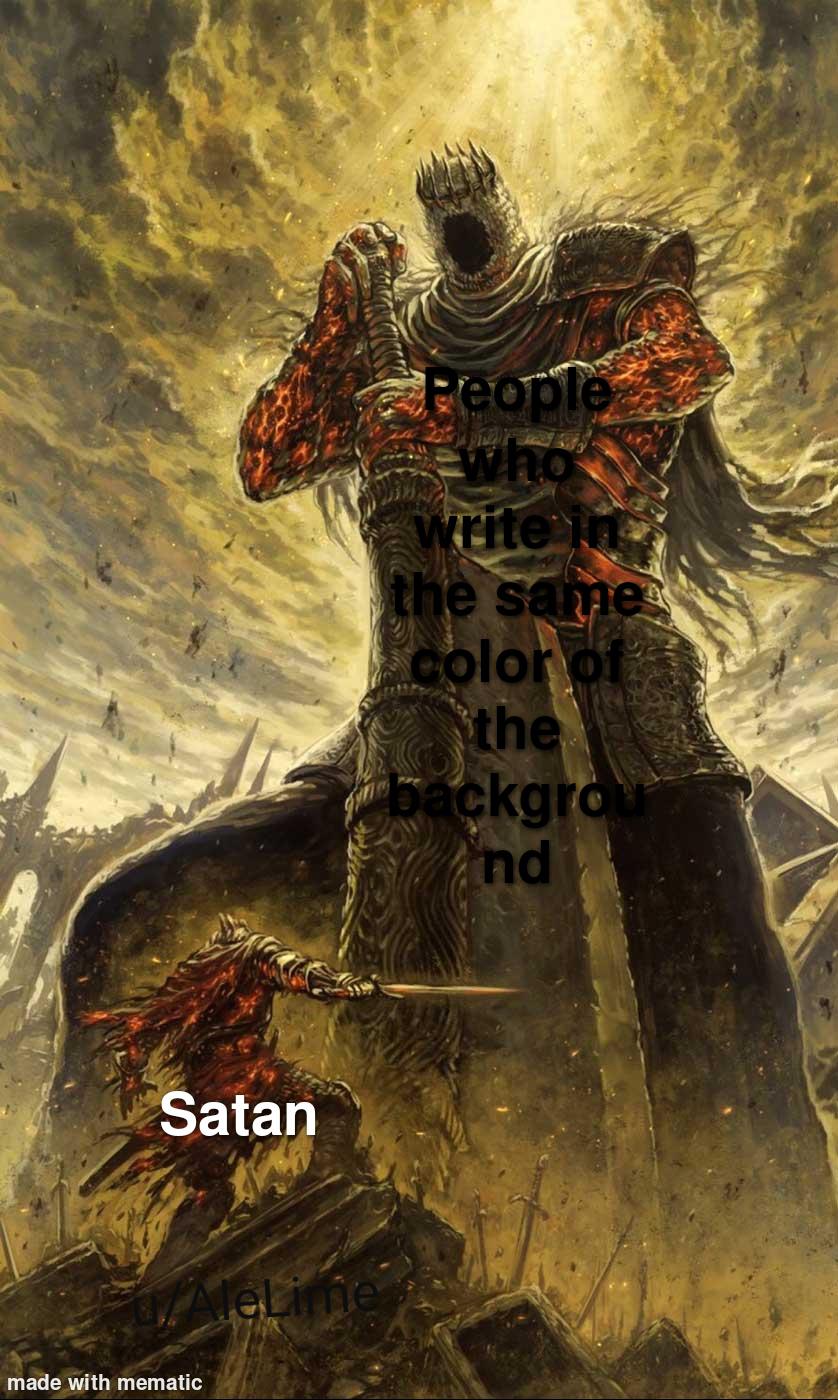 People
who
write in
the same
color of
the
backgrou
nd
Satan
u/AleLime
made with mematic